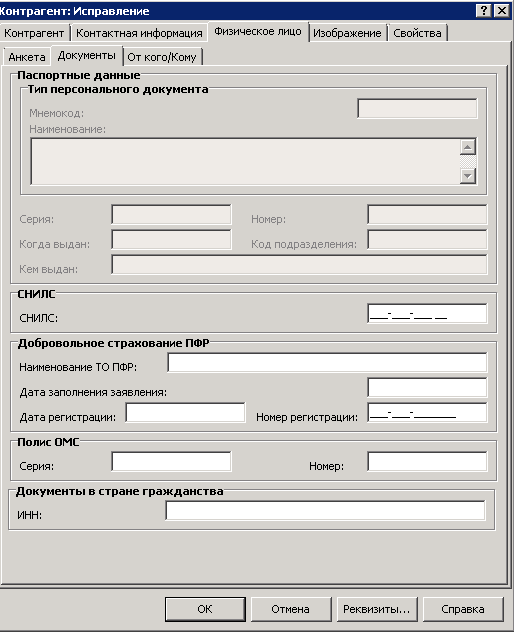 Контрагент: Исправление
Контрагент Контактная информация Физическое лицо Изображение Свойства
Анкета Документы От кого/Кому
Паспортные данные
Тип персонального документа
Мнемокод:
Наименование:
Серия: Номер:
Когда выдан: Код подразделения:
Кем выдан:
СНИЛС
СНИЛС: ___-___-___ __
Добровольное страхование ПФР
Наименование ТО ПФР:
Дата заполнения заявления:
Дата регистрации: Номер регистрации: ___-___-______
Полис ОМС
Серия: Номер:
Документы в стране гражданства
ИНН:
ОК Отмена Реквизиты... Справка